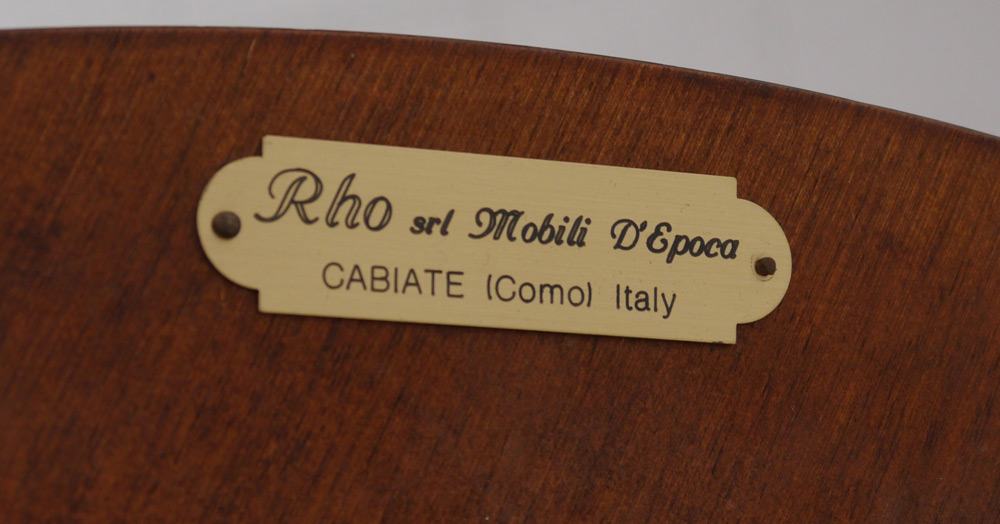 Rho srl Mobili D'Epoca
CABIATE (Como) Italy